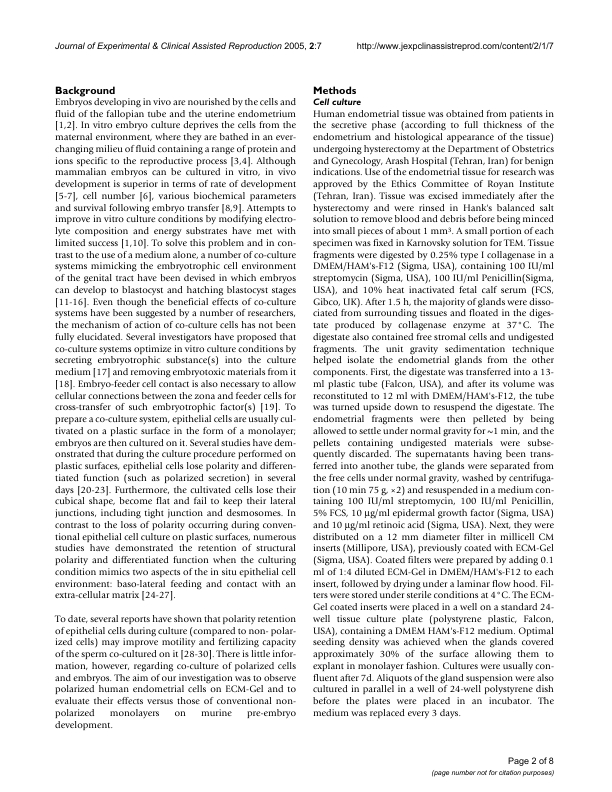 Journal of Experimental & Clinical Assisted Reproduction 2005, 2:7
http://www.jexpclinassistreprod.com/content/2/1/7
Background
Embryos developing in vivo are nourished by the cells and
fluid of the fallopian tube and the uterine endometrium
[1,2]. In vitro embryo culture deprives the cells from the
maternal environment, where they are bathed in an ever-
changing milieu of fluid containing a range of protein and
ions specific to the reproductive process [3,4]. Although
mammalian embryos can be cultured in vitro, in vivo
development is superior in terms of rate of development
[5-7], cell number [6], various biochemical parameters
and survival following embryo transfer [8,9]. Attempts to
improve in vitro culture conditions by modifying electro-
lyte composition and energy substrates have met with
limited success [1,10]. To solve this problem and in con-
trast to the use of a medium alone, a number of co-culture
systems mimicking the embryotrophic cell environment
of the genital tract have been devised in which embryos
can develop to blastocyst and hatching blastocyst stages
[11-16]. Even though the beneficial effects of co-culture
systems have been suggested by a number of researchers,
the mechanism of action of co-culture cells has not been
fully elucidated. Several investigators have proposed that
co-culture systems optimize in vitro culture conditions by
secreting embryotrophic substance(s) into the culture
medium [17] and removing embryotoxic materials from it
[18]. Embryo-feeder cell contact is also necessary to allow
cellular connections between the zona and feeder cells for
cross-transfer of such embryotrophic factor(s) [19]. To
prepare a co-culture system, epithelial cells are usually cul-
tivated on a plastic surface in the form of a monolayer;
embryos are then cultured on it. Several studies have dem-
onstrated that during the culture procedure performed on
plastic surfaces, epithelial cells lose polarity and differen-
tiated function (such as polarized secretion) in several
days [20-23]. Furthermore, the cultivated cells lose their
cubical shape, become flat and fail to keep their lateral
junctions, including tight junction and desmosomes. In
contrast to the loss of polarity occurring during conven-
tional epithelial cell culture on plastic surfaces, numerous
studies have demonstrated the retention of structural
polarity and differentiated function when the culturing
condition mimics two aspects of the in situ epithelial cell
environment: baso-lateral feeding and contact with an
extra-cellular matrix [24-27].
To date, several reports have shown that polarity retention
of epithelial cells during culture (compared to non- polar-
ized cells) may improve motility and fertilizing capacity
of the sperm co-cultured on it [28-30]. There is little infor-
mation, however, regarding co-culture of polarized cells
and embryos. The aim of our investigation was to observe
polarized human endometrial cells on ECM-Gel and to
evaluate their effects versus those of conventional non-
polarized monolayers on murine pre-embryo
development.
Methods
Cell culture
Human endometrial tissue was obtained from patients in
the secretive phase (according to full thickness of the
endometrium and histological appearance of the tissue)
undergoing hysterectomy at the Department of Obstetrics
and Gynecology, Arash Hospital (Tehran, Iran) for benign
indications. Use of the endometrial tissue for research was
approved by the Ethics Committee of Royan Institute
(Tehran, Iran). Tissue was excised immediately after the
hysterectomy and were rinsed in Hank's balanced salt
solution to remove blood and debris before being minced
into small pieces of about 1 mm³. A small portion of each
specimen was fixed in Karnovsky solution for TEM. Tissue
fragments were digested by 0.25% type I collagenase in a
DMEM/HAM's-F12 (Sigma, USA), containing 100 IU/ml
streptomycin (Sigma, USA), 100 IU/ml Penicillin(Sigma,
USA), and 10% heat inactivated fetal calf serum (FCS,
Gibco, UK). After 1.5 h, the majority of glands were disso-
ciated from surrounding tissues and floated in the diges-
tate produced by collagenase enzyme at 37°C. The
digestate also contained free stromal cells and undigested
fragments. The unit gravity sedimentation technique
helped isolate the endometrial glands from the other
components. First, the digestate was transferred into a 13-
ml plastic tube (Falcon, USA), and after its volume was
reconstituted to 12 ml with DMEM/HAM's-F12, the tube
was turned upside down to resuspend the digestate. The
endometrial fragments were then pelleted by being
allowed to settle under normal gravity for ~1 min, and the
pellets containing undigested materials were subse-
quently discarded. The supernatants having been trans-
ferred into another tube, the glands were separated from
the free cells under normal gravity, washed by centrifuga-
tion (10 min 75 g, ×2) and resuspended in a medium con-
taining 100 IU/ml streptomycin, 100 IU/ml Penicillin,
5% FCS, 10 μg/ml epidermal growth factor (Sigma, USA)
and 10 μg/ml retinoic acid (Sigma, USA). Next, they were
distributed on a 12 mm diameter filter in millicell CM
inserts (Millipore, USA), previously coated with ECM-Gel
(Sigma, USA). Coated filters were prepared by adding 0.1
ml of 1:4 diluted ECM-Gel in DMEM/HAM's-F12 to each
insert, followed by drying under a laminar flow hood. Fil-
ters were stored under sterile conditions at 4°C. The ECM-
Gel coated inserts were placed in a well on a standard 24-
well tissue culture plate (polystyrene plastic, Falcon,
USA), containing a DMEM HAM's-F12 medium. Optimal
seeding density was achieved when the glands covered
approximately 30% of the surface allowing them to
explant in monolayer fashion. Cultures were usually con-
fluent after 7d. Aliquots of the gland suspension were also
cultured in parallel in a well of 24-well polystyrene dish
before the plates were placed in an incubator. The
medium was replaced every 3 days.
Page 2 of 8
(page number not for citation purposes)